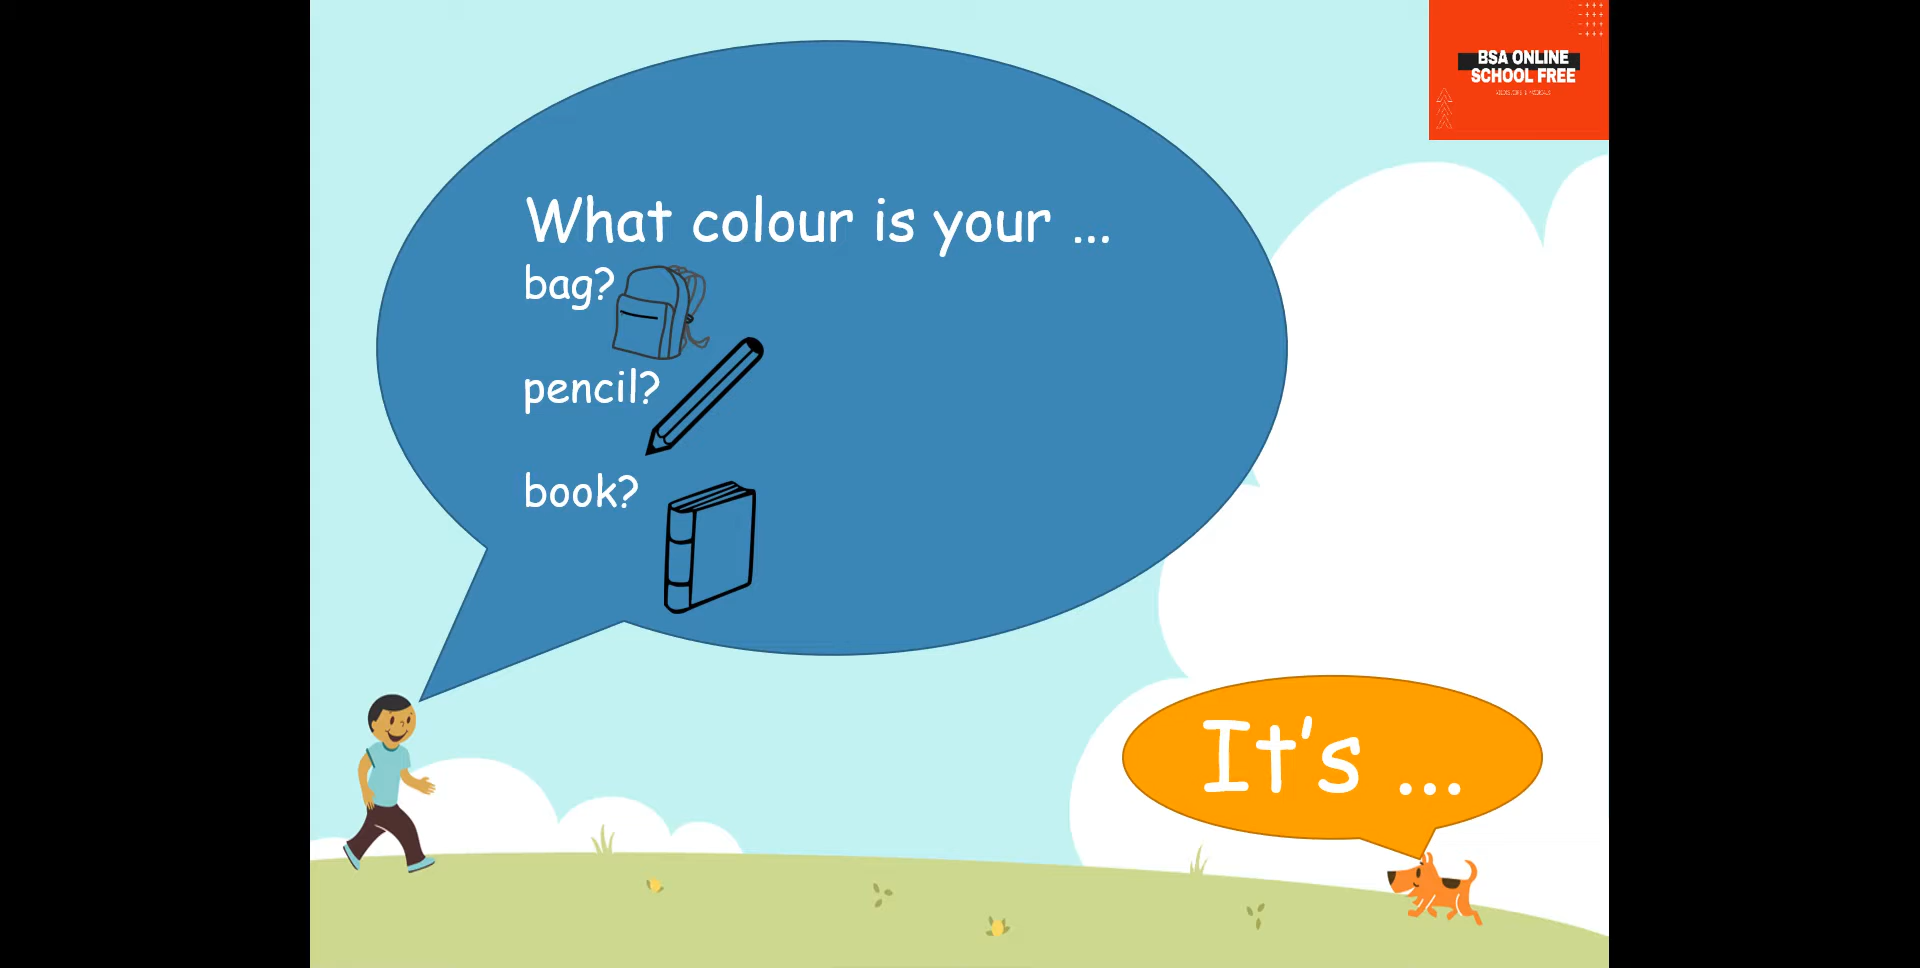 BSA ONLINE
SCHOOL FREE
What colour is your ...
bag?
pencil?
book?
It's ...